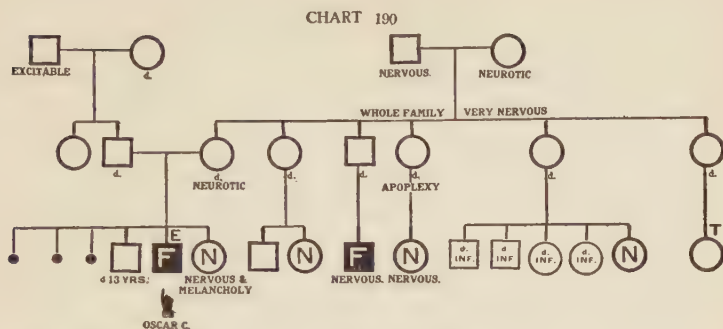 CHART 190
EXCITABLE
d.
NERVOUS.
NEUROTIC
WHOLE FAMILY VERY NERVOUS
d.
d.
NEUROTIC
d.
d.
d.
APOPLEXY
d.
d.
E
T
F
N
F
N
d.
INF.
d
INF.
d.
INF.
d.
INF.
N
d 13 YRS.
NERVOUS &
MELANCHOLY
NERVOUS.
NERVOUS.
OSCAR C.